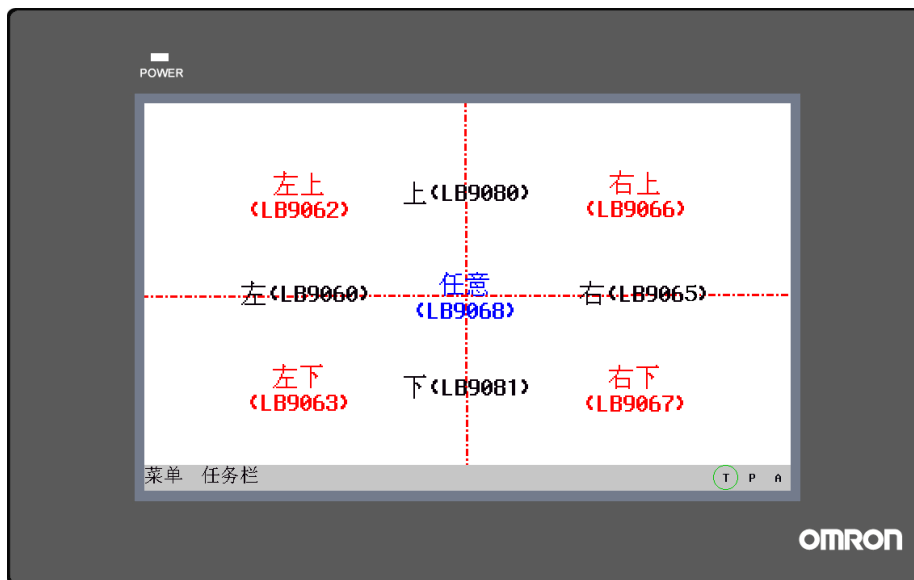 POWER
左上
(LB9062)
上(LB9080)
右上
(LB9066)
左(LB9060)
任意
(LB9068)
右(LB9065)
左下
(LB9063)
下(LB9081)
右下
(LB9067)
菜单 任务栏 T P A
OMRON